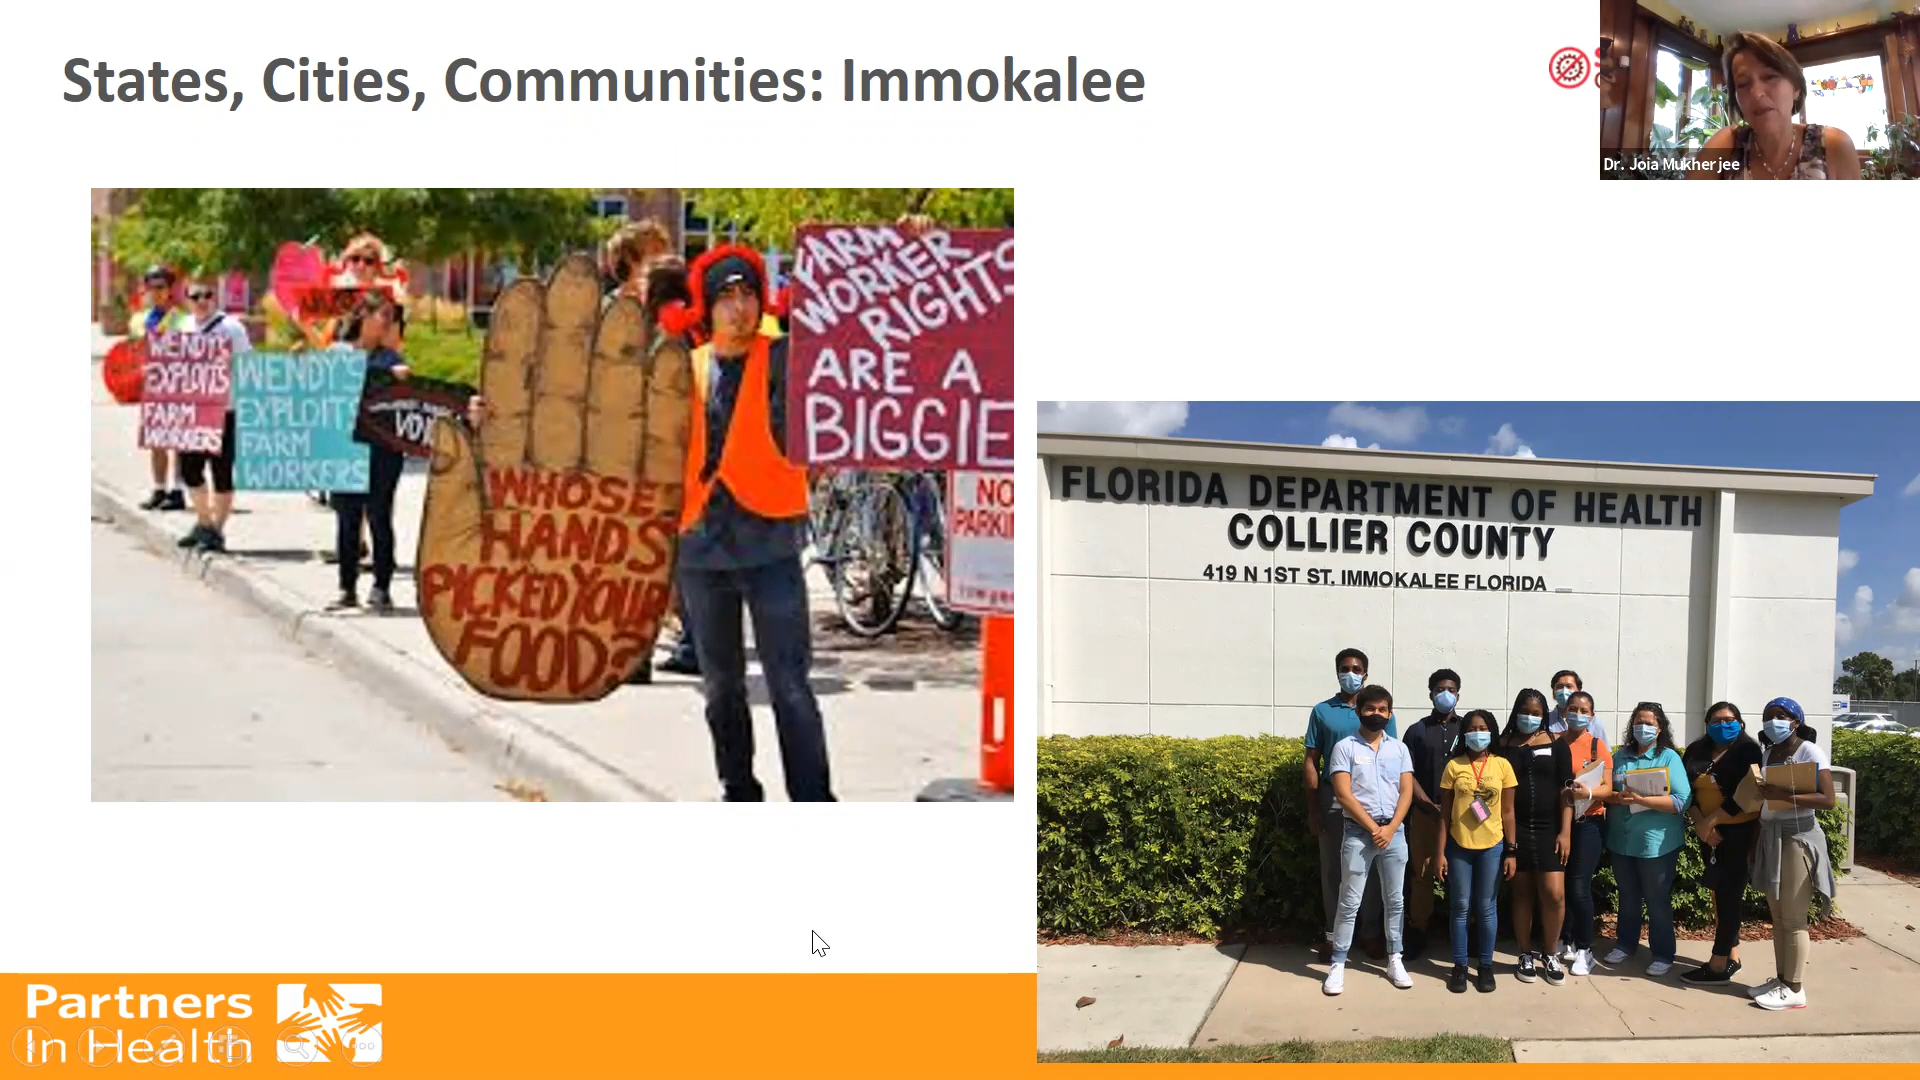 States, Cities, Communities: Immokalee
Dr. Joia Mukherjee
WENDY'S
EXPLOITS
FARM
WORKERS
WENDY'S
EXPLOITS
FARM
WORKERS
WHOSE
HANDS
PICKED YOUR
FOOD?
FARM
WORKER
RIGHTS
ARE A
BIGGIE
NO
PARKIN
FLORIDA DEPARTMENT OF HEALTH
COLLIER COUNTY
419 N 1ST ST. IMMOKALEE FLORIDA
Partners
In Health